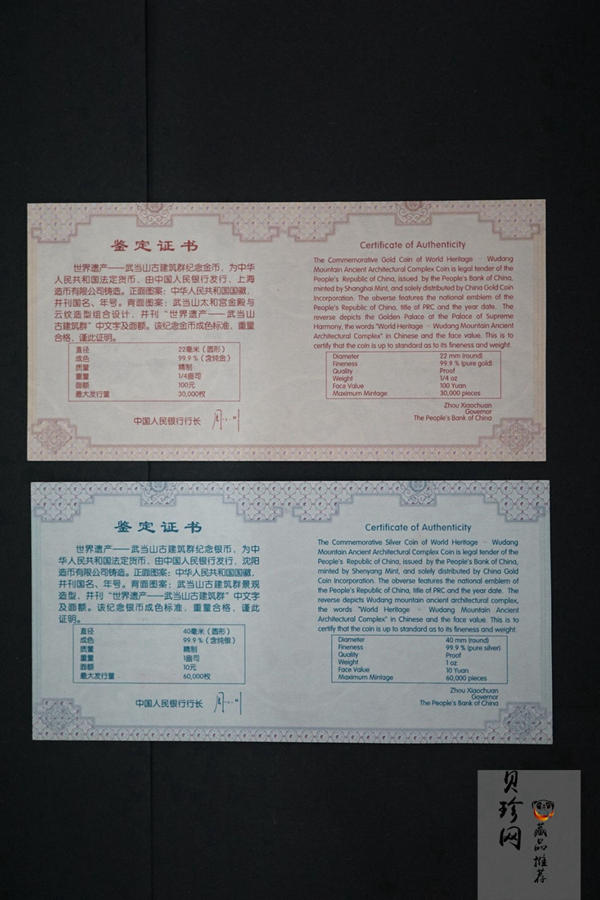 鉴定证书
世界遗产——武当山古建筑群纪念金币，为中华
人民共和国法定货币，由中国人民银行发行，上海
造币有限公司铸造。正面图案：中华人民共和国国徽，
并刊国名、年号。背面图案：武当山太和宫金殿与
云纹造型组合设计，并刊“世界遗产——武当山
古建筑群”中文字及面额。该纪念金币成色标准，重量
合格，谨此证明。
直径 22毫米（圆形）
成色 99.9%（含纯金）
质量 精制
重量 1/4盎司
面额 100元
最大发行量 30,000枚
中国人民银行行长
Certificate of Authenticity
The Commemorative Gold Coin of World Heritage — Wudang
Mountain Ancient Architectural Complex Coin is legal tender of the
People's Republic of China, issued by the People's Bank of China,
minted by Shanghai Mint, and solely distributed by China Gold Coin
Incorporation. The obverse features the national emblem of the
People's Republic of China, title of PRC and the year date. The
reverse depicts the Golden Palace at the Palace of Supreme
Harmony, the words "World Heritage — Wudang Mountain Ancient
Architectural Complex" in Chinese and the face value. This is to
certify that the coin is up to standard as to its fineness and weight.
Diameter 22 mm (round)
Fineness 99.9 % (pure gold)
Quality Proof
Weight 1/4 oz
Face Value 100 Yuan
Maximum Mintage 30,000 pieces
Zhou Xiaochuan
Governor
The People's Bank of China
鉴定证书
世界遗产——武当山古建筑群纪念银币，为中
华人民共和国法定货币，由中国人民银行发行，沈阳
造币有限公司铸造。正面图案：中华人民共和国国徽，
并刊国名、年号。背面图案：武当山古建筑群景观
造型，并刊“世界遗产——武当山古建筑群”中文字
及面额。该纪念银币成色标准，重量合格，谨此
证明。
直径 40毫米（圆形）
成色 99.9%（含纯银）
质量 精制
重量 1盎司
面额 10元
最大发行量 60,000枚
中国人民银行行长
Certificate of Authenticity
The Commemorative Silver Coin of World Heritage — Wudang
Mountain Ancient Architectural Complex Coin is legal tender of the
People's Republic of China, issued by the People's Bank of China,
minted by Shenyang Mint, and solely distributed by China Gold
Coin Incorporation. The obverse features the national emblem of
the People's Republic of China, title of PRC and the year date. The
reverse depicts Wudang mountain ancient architectural complex,
the words "World Heritage — Wudang Mountain Ancient
Architectural Complex" in Chinese and the face value. This is to
certify that the coin is up to standard as to its fineness and weight.
Diameter 40 mm (round)
Fineness 99.9 % (pure silver)
Quality Proof
Weight 1 oz
Face Value 10 Yuan
Maximum Mintage 60,000 pieces
Zhou Xiaochuan
Governor
The People's Bank of China
贝珍网
藏品推荐